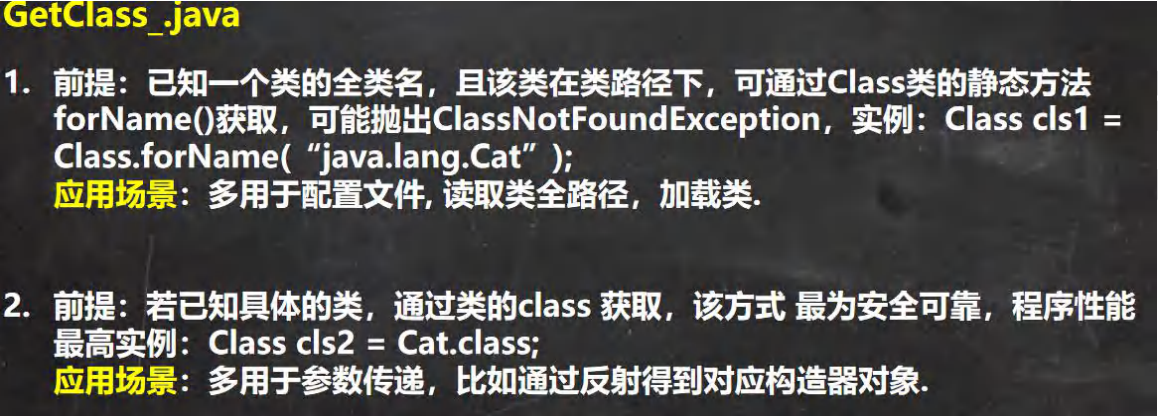 GetClass_.java
1. 前提：已知一个类的全类名，且该类在类路径下，可通过Class类的静态方法
forName()获取，可能抛出ClassNotFoundException，实例：Class cls1 =
Class.forName(“java.lang.Cat”);
应用场景：多用于配置文件, 读取类全路径，加载类.
2. 前提：若已知具体的类，通过类的class 获取，该方式 最为安全可靠，程序性能
最高实例：Class cls2 = Cat.class;
应用场景：多用于参数传递，比如通过反射得到对应构造器对象.